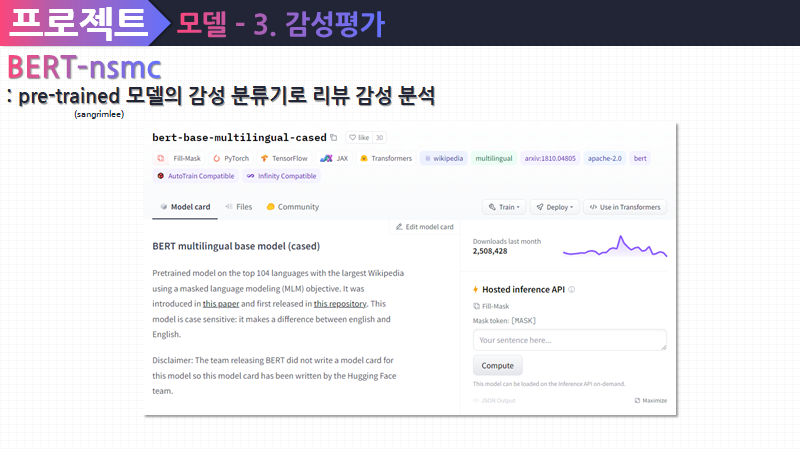 프로젝트 모델 - 3. 감성평가
BERT-nsmc
: pre-trained 모델의 감성 분류기로 리뷰 감성 분석
(sangrimlee)
bert-base-multilingual-cased like 30
Fill-Mask PyTorch TensorFlow JAX Transformers wikipedia multilingual arxiv:1810.04805 apache-2.0 bert
AutoTrain Compatible Infinity Compatible
Model card Files Community Train Deploy </> Use in Transformers
Edit model card
BERT multilingual base model (cased)
Pretrained model on the top 104 languages with the largest Wikipedia
using a masked language modeling (MLM) objective. It was
introduced in this paper and first released in this repository. This
model is case sensitive: it makes a difference between english and
English.
Disclaimer: The team releasing BERT did not write a model card for
this model so this model card has been written by the Hugging Face
team.
Downloads last month
2,508,428
Hosted inference API
Fill-Mask
Mask token: [MASK]
Your sentence here...
Compute
This model can be loaded on the Inference API on-demand.
JSON Output Maximize